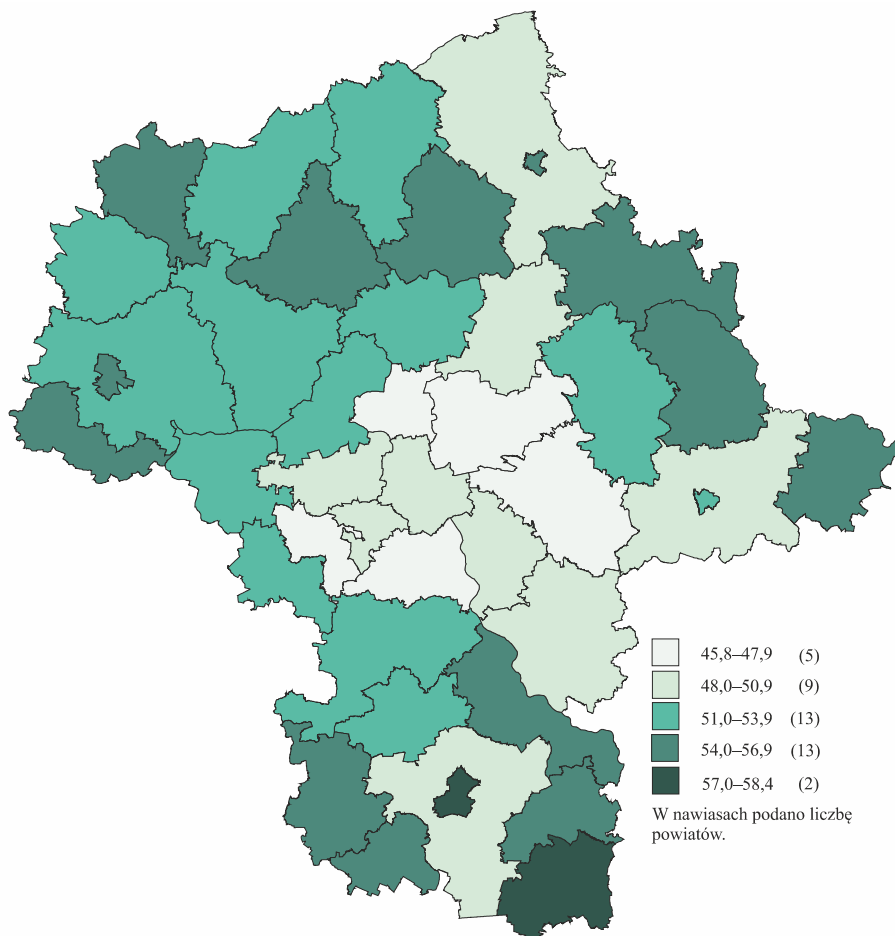 45,8–47,9 (5)
48,0–50,9 (9)
51,0–53,9 (13)
54,0–56,9 (13)
57,0–58,4 (2)
W nawiasach podano liczbę
powiatów.